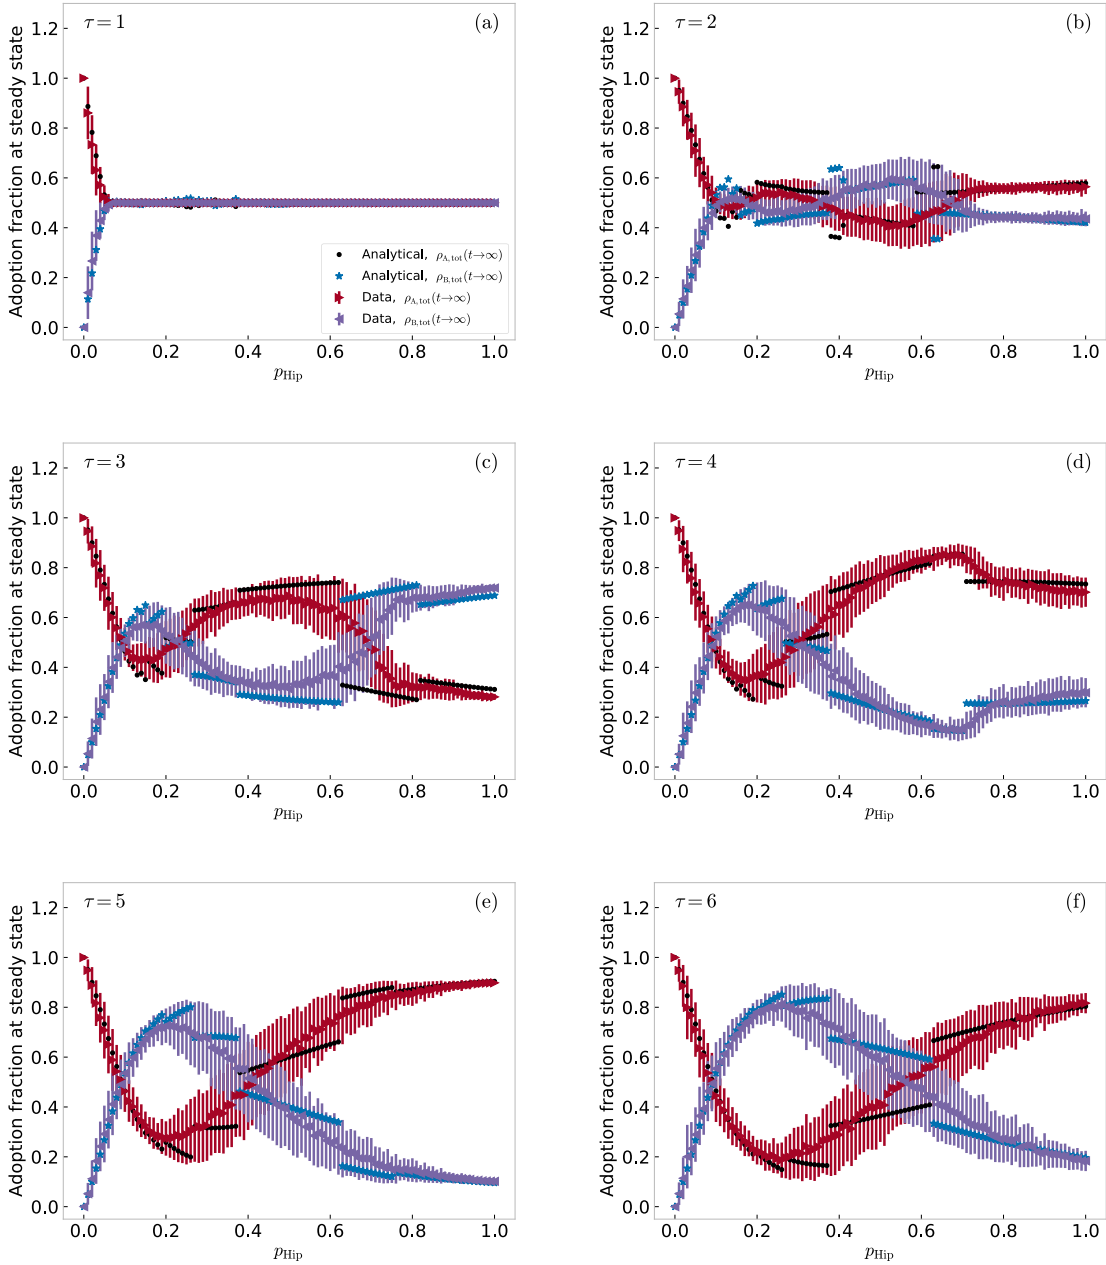 τ = 1
(a)
Adoption fraction at steady state
1.2
1.0
0.8
0.6
0.4
0.2
0.0
Analytical, ρA,tot(t→∞)
Analytical, ρB,tot(t→∞)
Data, ρA,tot(t→∞)
Data, ρB,tot(t→∞)
0.0 0.2 0.4 0.6 0.8 1.0
pHip
τ = 2
(b)
Adoption fraction at steady state
1.2
1.0
0.8
0.6
0.4
0.2
0.0
0.0 0.2 0.4 0.6 0.8 1.0
pHip
τ = 3
(c)
Adoption fraction at steady state
1.2
1.0
0.8
0.6
0.4
0.2
0.0
0.0 0.2 0.4 0.6 0.8 1.0
pHip
τ = 4
(d)
Adoption fraction at steady state
1.2
1.0
0.8
0.6
0.4
0.2
0.0
0.0 0.2 0.4 0.6 0.8 1.0
pHip
τ = 5
(e)
Adoption fraction at steady state
1.2
1.0
0.8
0.6
0.4
0.2
0.0
0.0 0.2 0.4 0.6 0.8 1.0
pHip
τ = 6
(f)
Adoption fraction at steady state
1.2
1.0
0.8
0.6
0.4
0.2
0.0
0.0 0.2 0.4 0.6 0.8 1.0
pHip